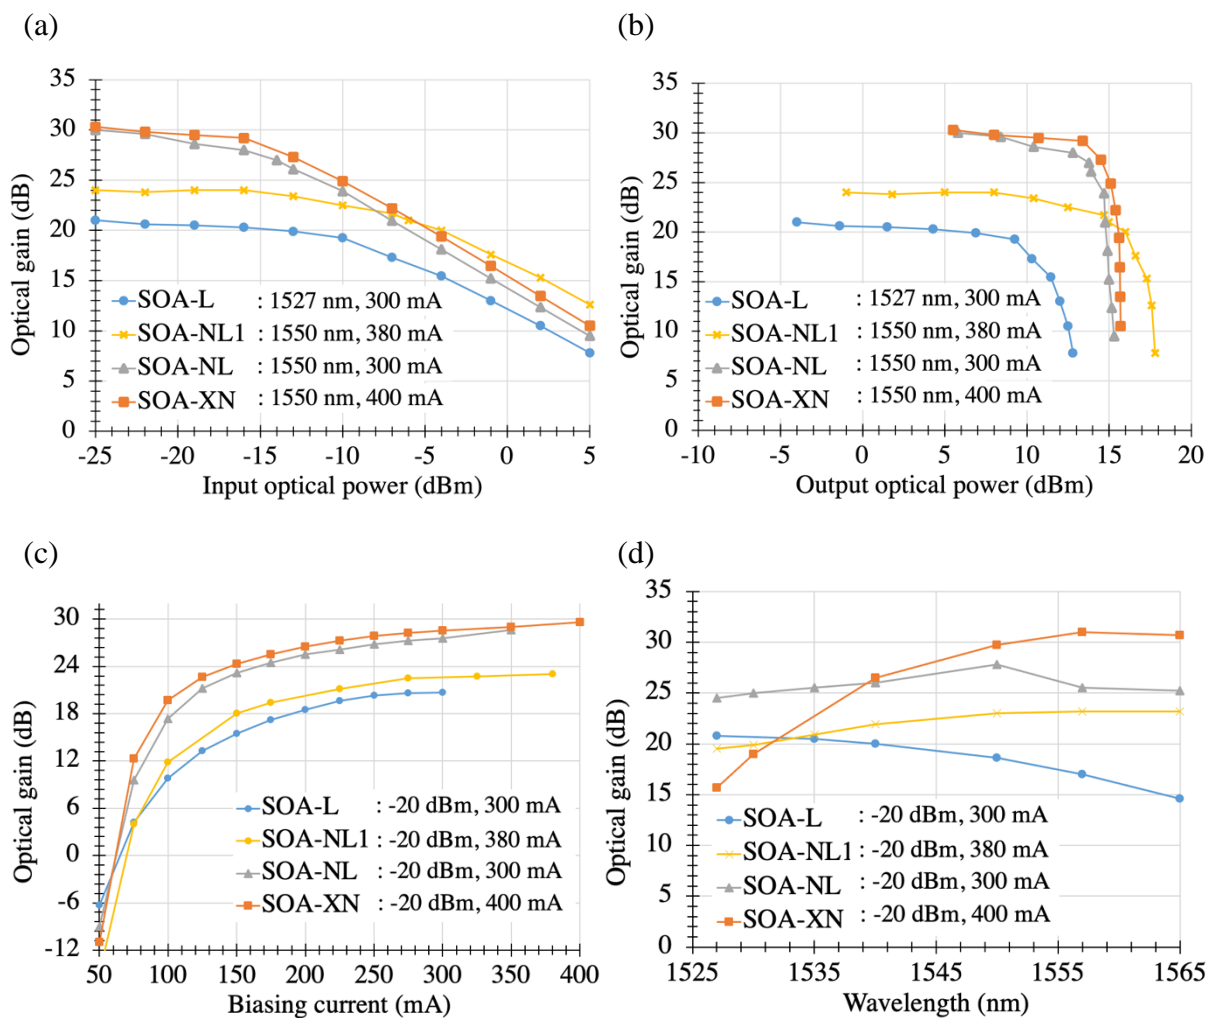 (a)
35
30
25
20
15
10
5
0
Optical gain (dB)
SOA-L : 1527 nm, 300 mA
SOA-NL1 : 1550 nm, 380 mA
SOA-NL : 1550 nm, 300 mA
SOA-XN : 1550 nm, 400 mA
-25 -20 -15 -10 -5 0 5
Input optical power (dBm)
(b)
35
30
25
20
15
10
5
0
Optical gain (dB)
SOA-L : 1527 nm, 300 mA
SOA-NL1 : 1550 nm, 380 mA
SOA-NL : 1550 nm, 300 mA
SOA-XN : 1550 nm, 400 mA
-10 -5 0 5 10 15 20
Output optical power (dBm)
(c)
30
24
18
12
6
0
-6
-12
Optical gain (dB)
SOA-L : -20 dBm, 300 mA
SOA-NL1 : -20 dBm, 380 mA
SOA-NL : -20 dBm, 300 mA
SOA-XN : -20 dBm, 400 mA
50 100 150 200 250 300 350 400
Biasing current (mA)
(d)
35
30
25
20
15
10
5
0
Optical gain (dB)
SOA-L : -20 dBm, 300 mA
SOA-NL1 : -20 dBm, 380 mA
SOA-NL : -20 dBm, 300 mA
SOA-XN : -20 dBm, 400 mA
1525 1535 1545 1555 1565
Wavelength (nm)